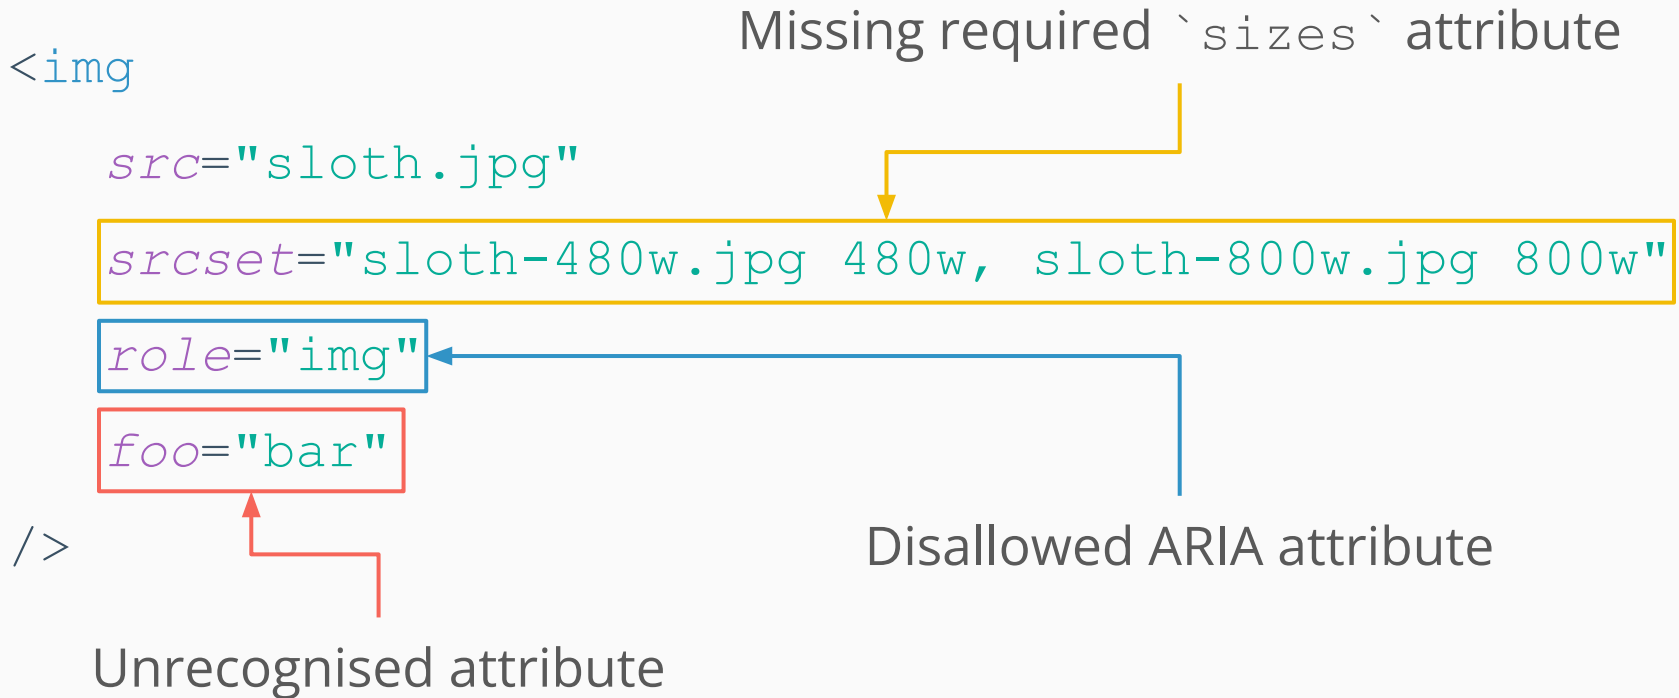 Missing required `sizes` attribute
<img
src="sloth.jpg"
srcset="sloth-480w.jpg 480w, sloth-800w.jpg 800w"
role="img"
foo="bar"
/>
Disallowed ARIA attribute
Unrecognised attribute